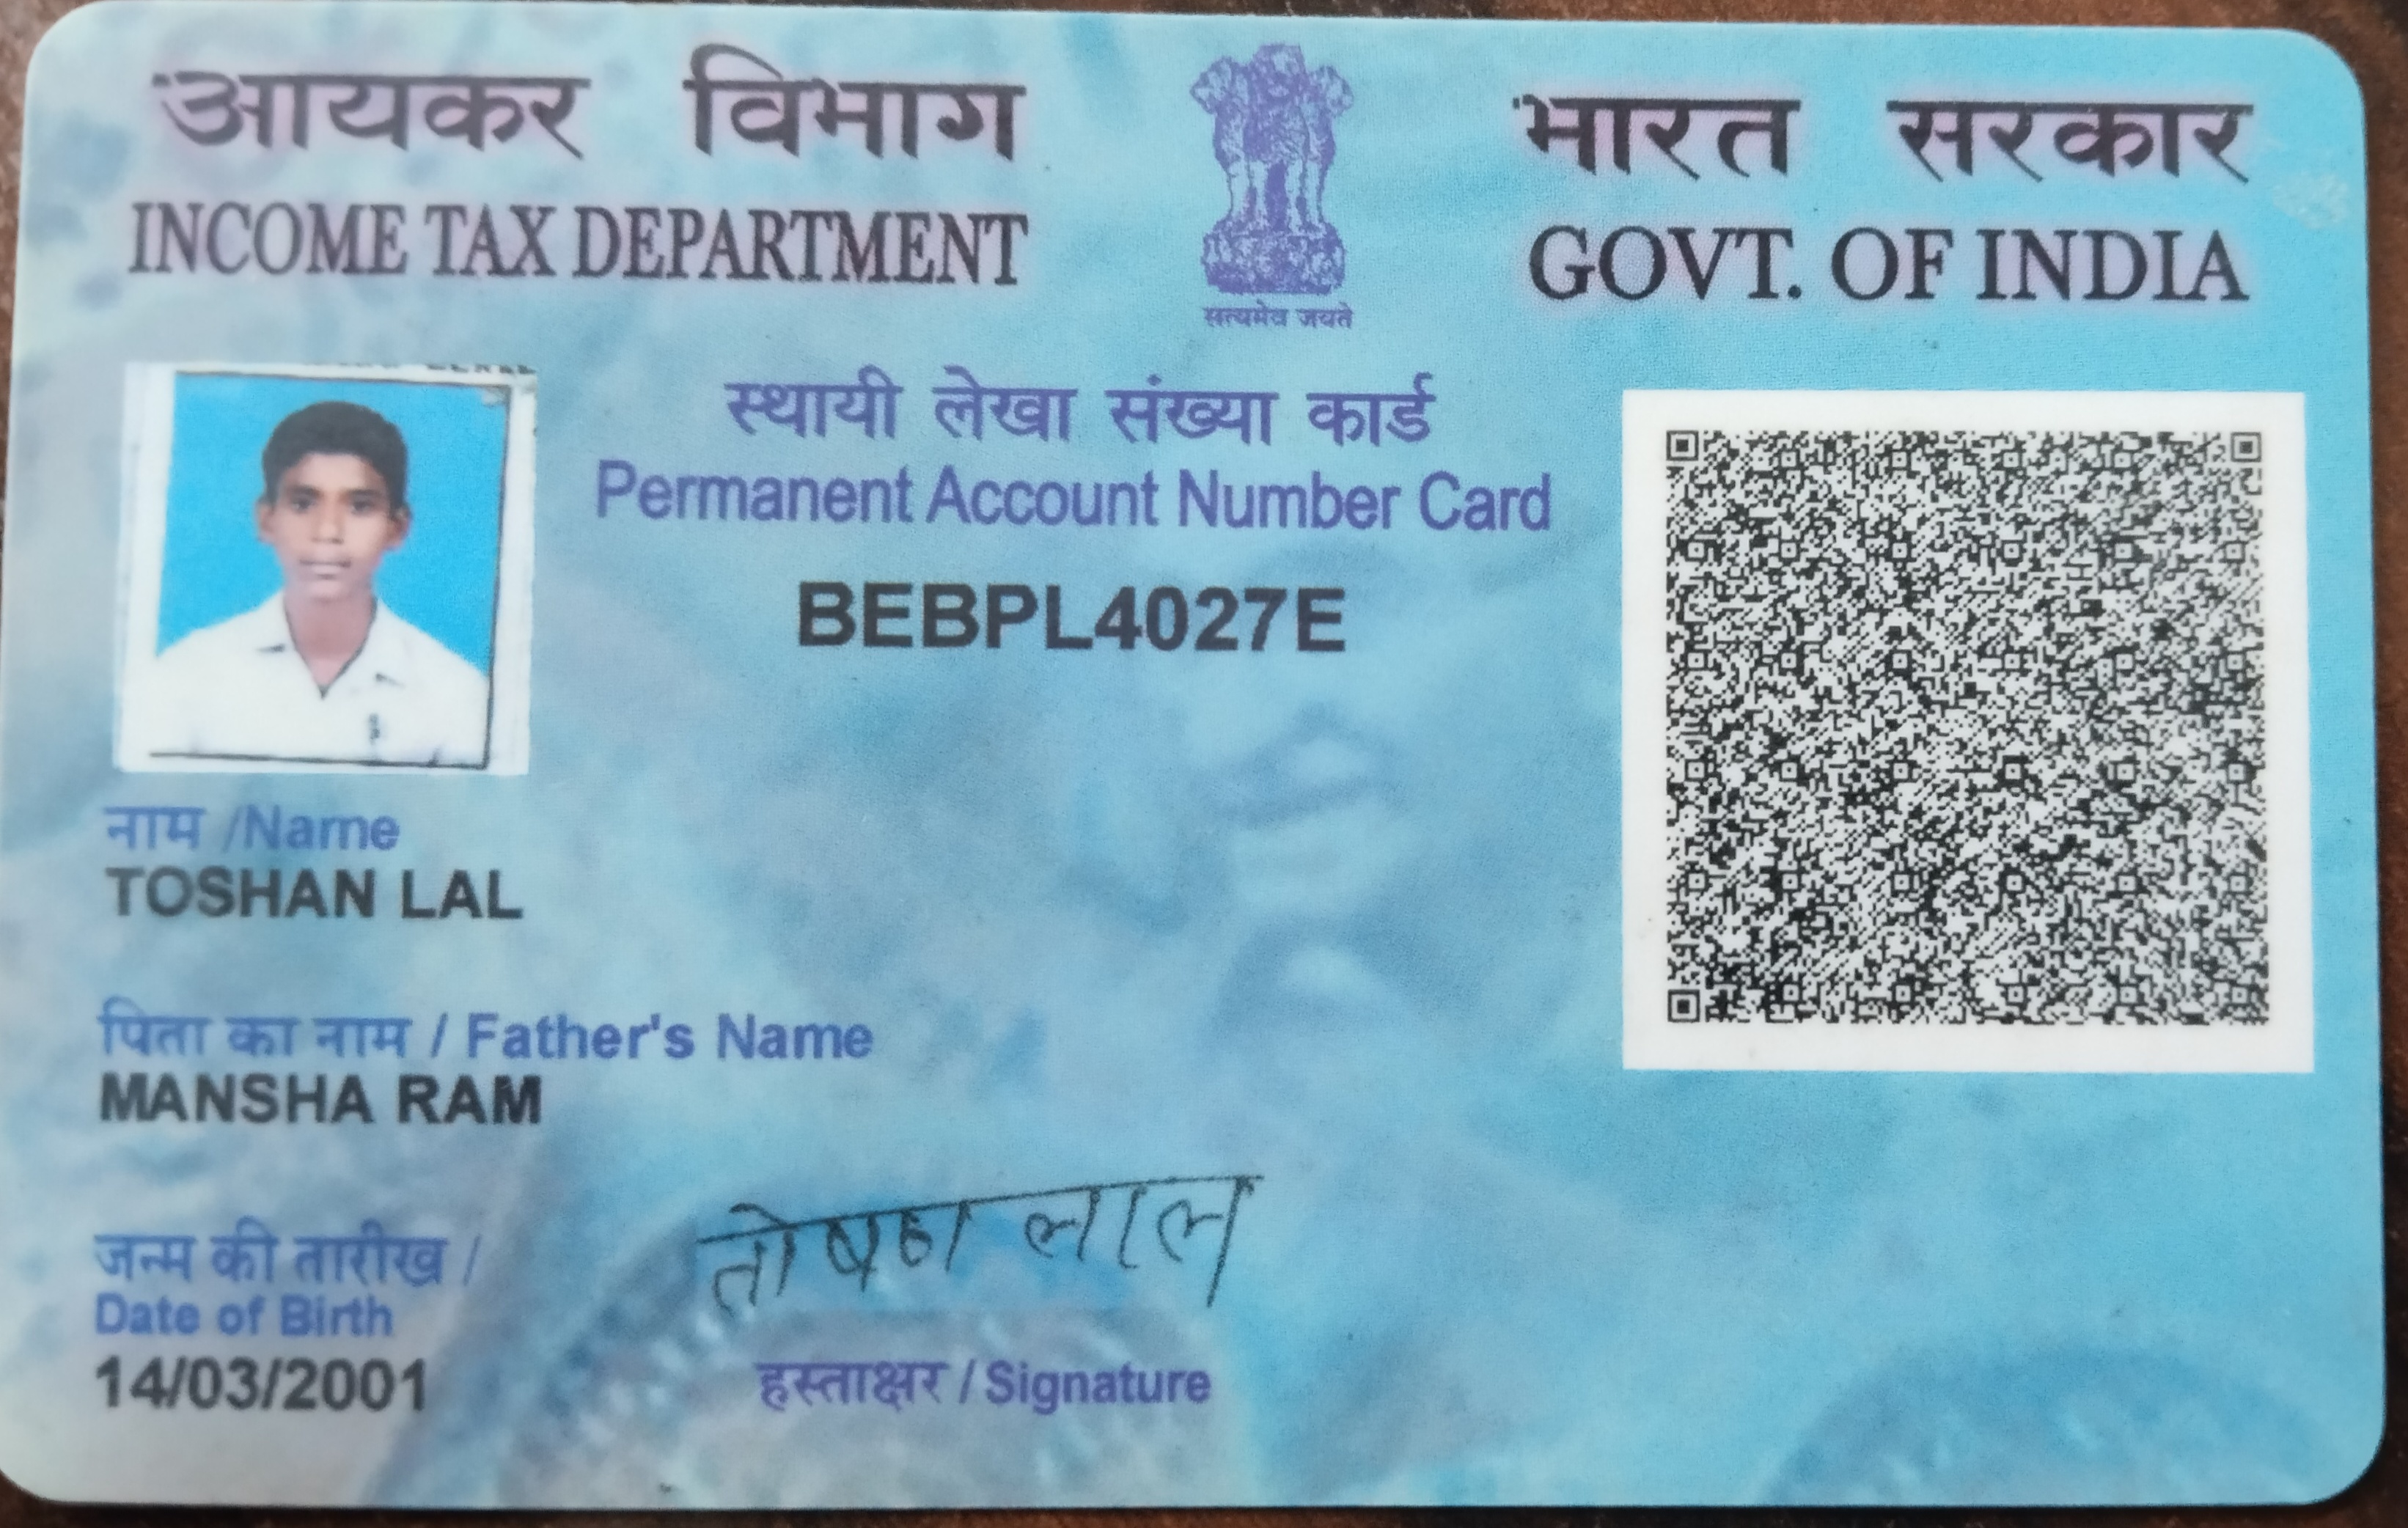 आयकर विभाग
INCOME TAX DEPARTMENT
सत्यमेव जयते
भारत सरकार
GOVT. OF INDIA
स्थायी लेखा संख्या कार्ड
Permanent Account Number Card
BEBPL4027E
नाम /Name
TOSHAN LAL
पिता का नाम / Father's Name
MANSHA RAM
जन्म की तारीख /
Date of Birth
14/03/2001
लाल
हस्ताक्षर / Signature